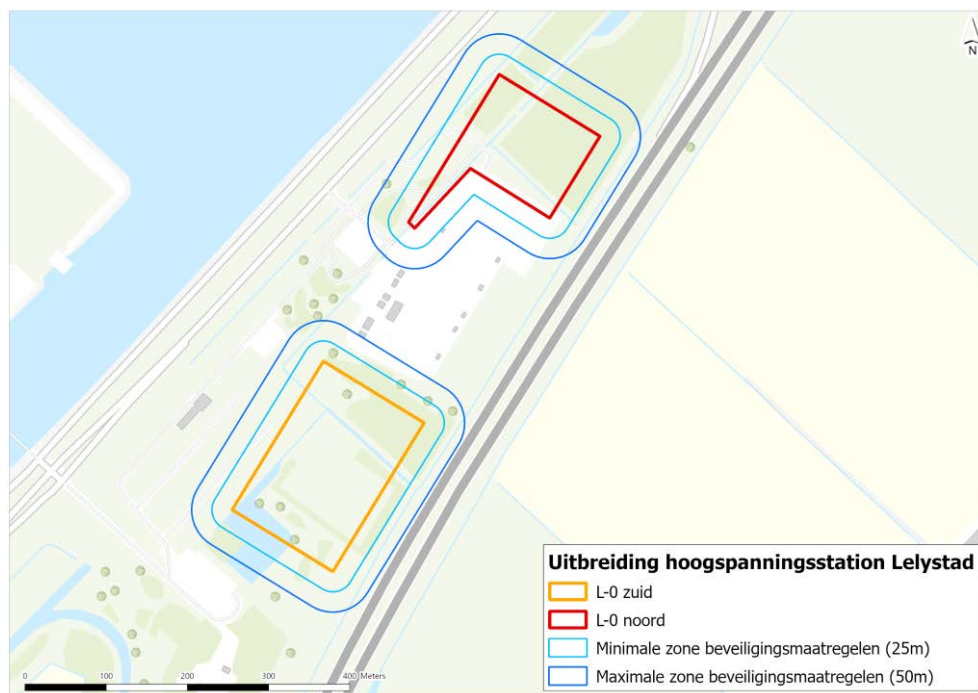 N
Uitbreiding hoogspanningsstation Lelystad
L-0 zuid
L-0 noord
Minimale zone beveiligingsmaatregelen (25m)
Maximale zone beveiligingsmaatregelen (50m)
0 100 200 300 400 Meters